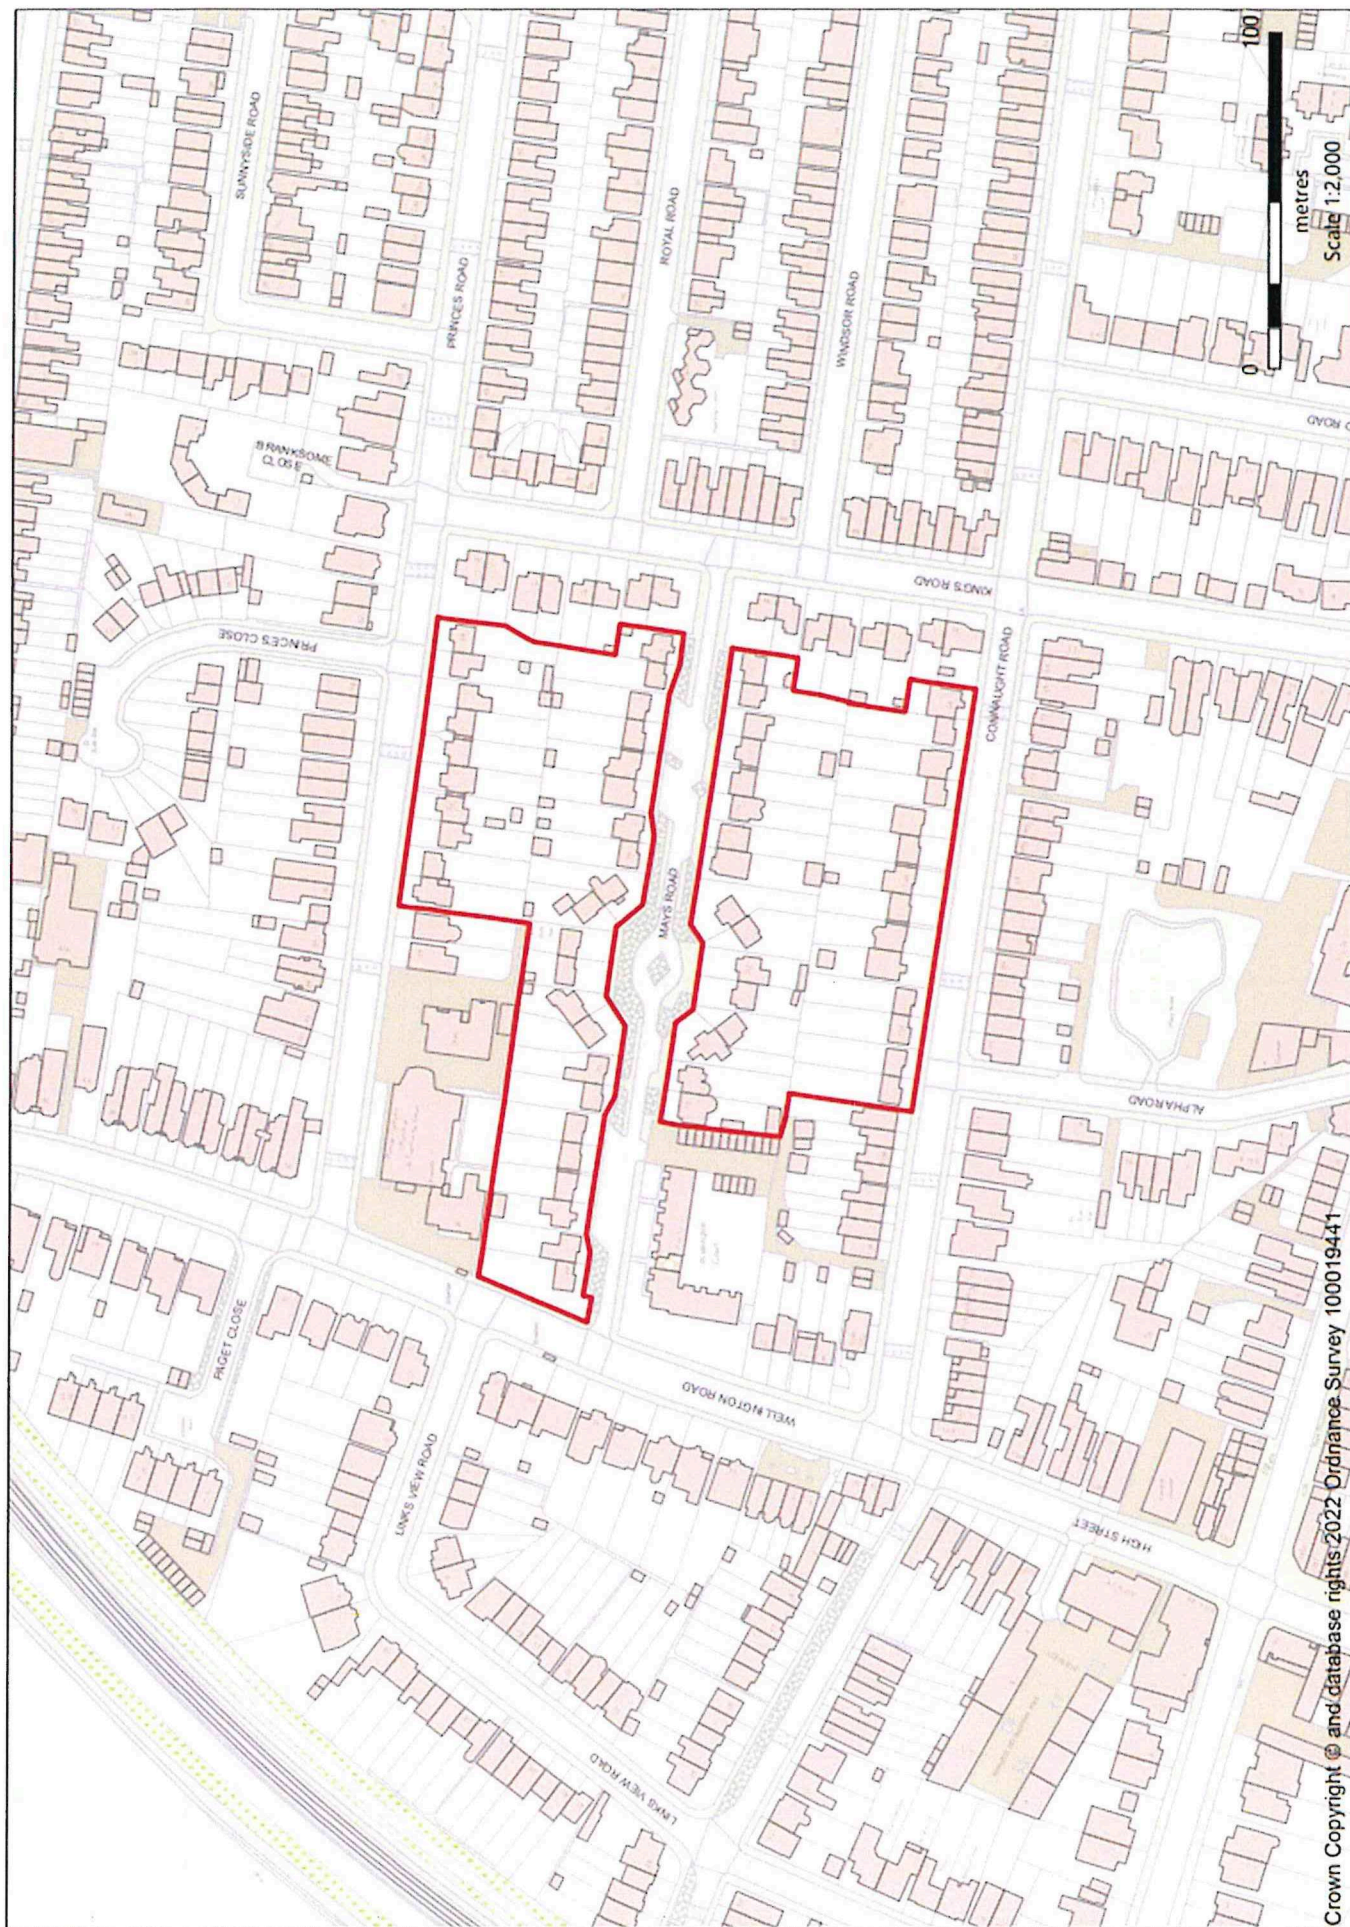 SUNNYSIDE ROAD
PRINCES ROAD
ROYAL ROAD
WINDSOR ROAD
BRANKSOME
CLOSE
PRINCES CLOSE
KING'S ROAD
CONNAUGHT ROAD
MAYS ROAD
ALPHA ROAD
PAGET CLOSE
WELLINGTON ROAD
LINKS VIEW ROAD
HIGH STREET
LINKS VIEW ROAD
ROAD
0
100
metres
Scale 1:2,000
Crown Copyright © and database rights 2022 Ordnance Survey 100019441